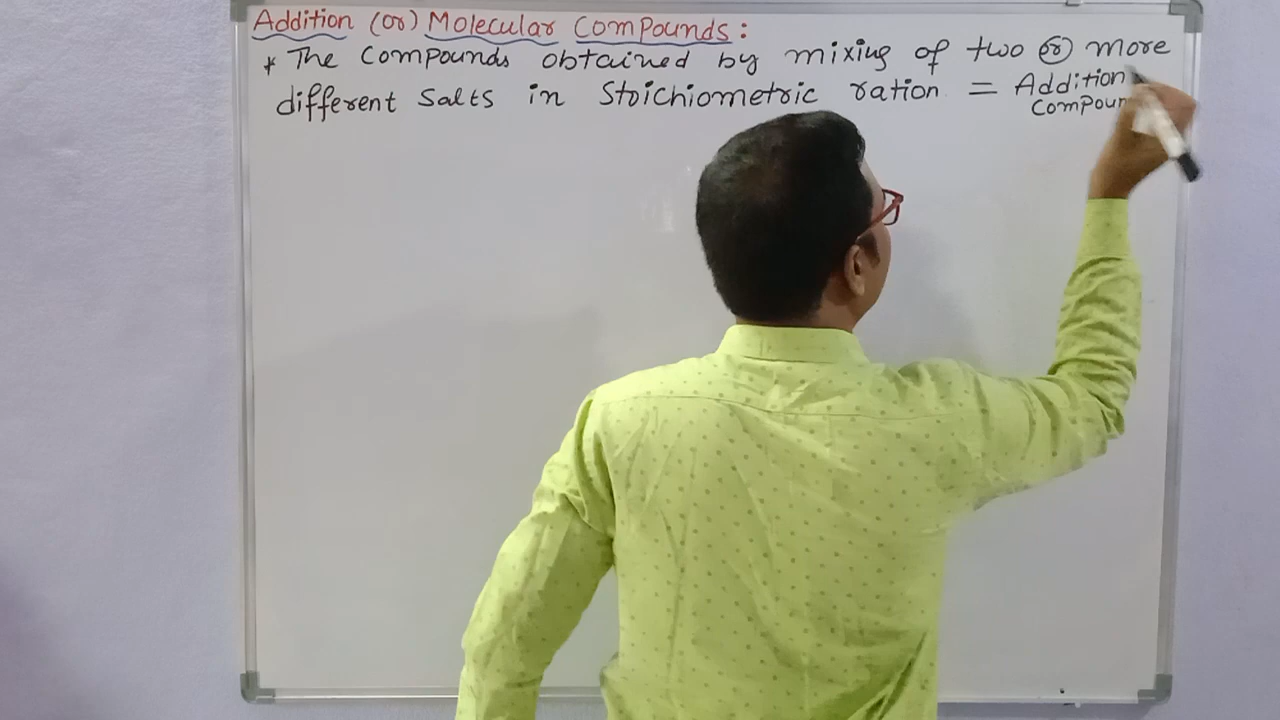 Addition (or) Molecular Compounds:
* The Compounds obtained by mixing of two (or) more
different Salts in Stoichiometric ration = Addition